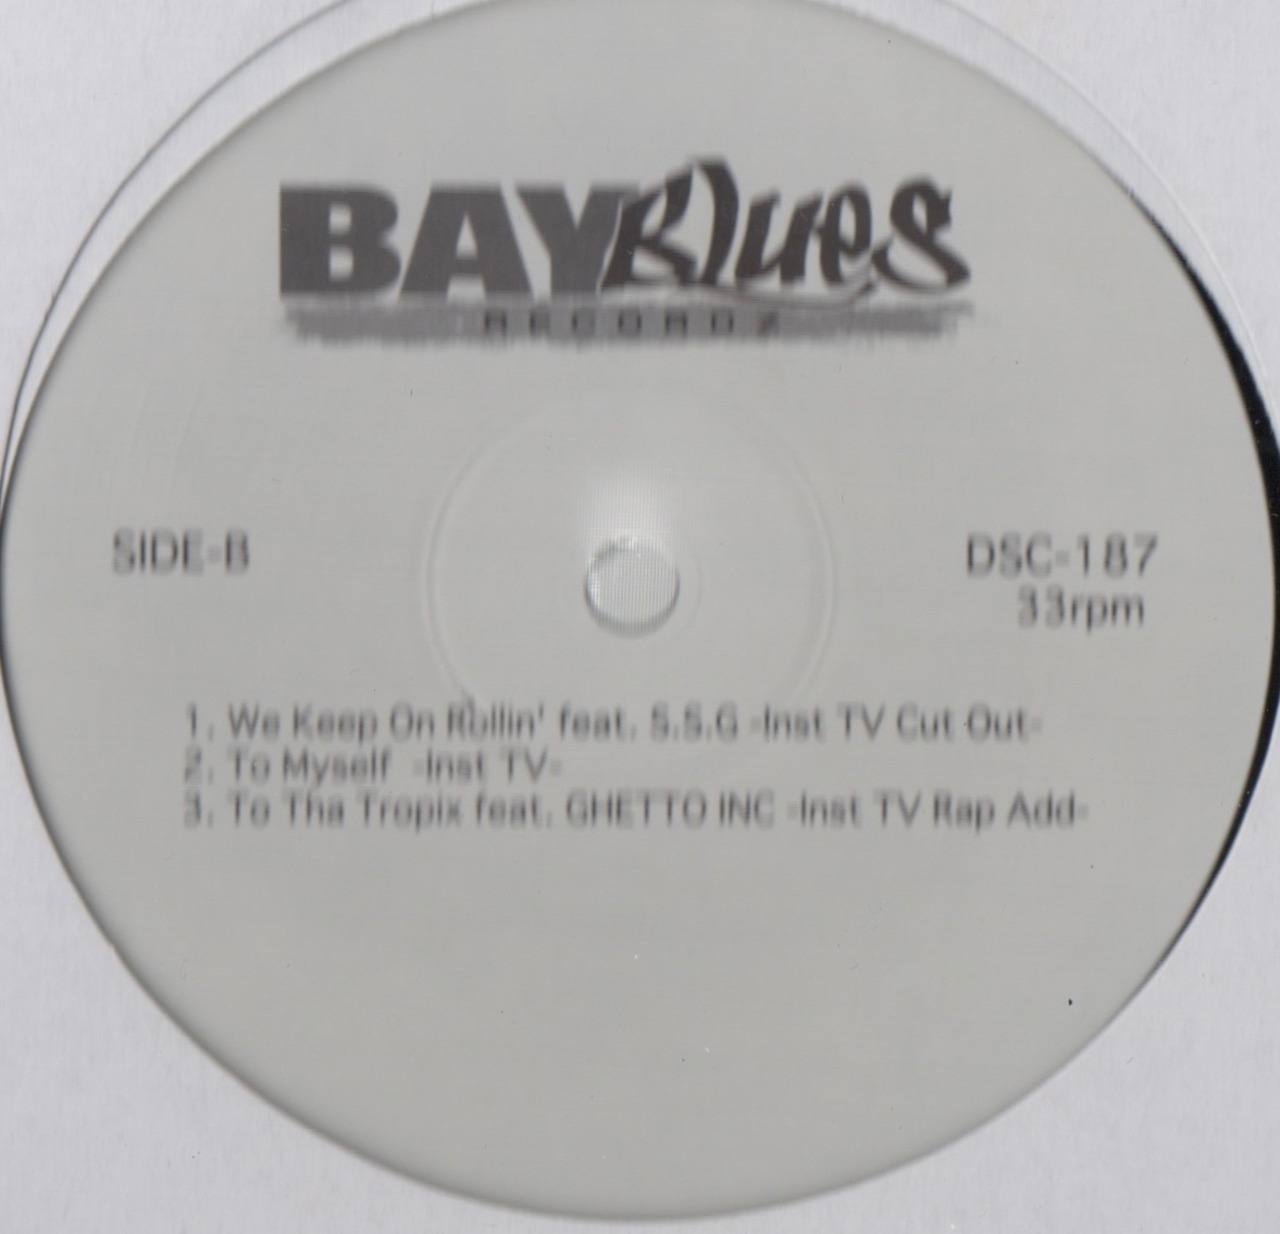 BAYBlues
RECORDZ
SIDE-B
DSC-187
33rpm
1. We Keep On Rollin' feat. S.S.G -Inst TV Cut Out-
2. To Myself -Inst TV-
3. To Tha Tropix feat. GHETTO INC -Inst TV Rap Add-